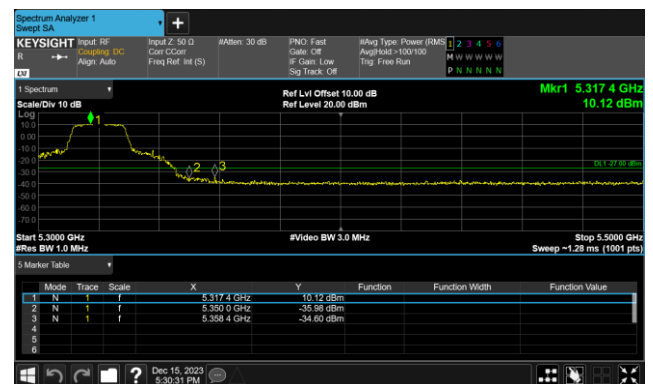 Spectrum Analyzer 1
Swept SA
+
KEYSIGHT Input: RF Input Z: 50 Ω #Atten: 30 dB PNO: Fast #Avg Type: Power (RMS 1 2 3 4 5 6
R Coupling: DC Corr CCorr Gate: Off Avg|Hold:>100/100 M W W W W W
Align: Auto Freq Ref: Int (S) IF Gain: Low Trig: Free Run
LXI Sig Track: Off P N N N N N
1 Spectrum Ref Lvl Offset 10.00 dB Mkr1 5.317 4 GHz
Scale/Div 10 dB Ref Level 20.00 dBm 10.12 dBm
Log
10.0 1
0.00
-10.0
-20.0 2 3 DL1 -27.00 dBm
-30.0
-40.0
-50.0
-60.0
-70.0
Start 5.3000 GHz #Video BW 3.0 MHz Stop 5.5000 GHz
#Res BW 1.0 MHz Sweep ~1.28 ms (1001 pts)
5 Marker Table
Mode Trace Scale X Y Function Function Width Function Value
1 N 1 f 5.317 4 GHz 10.12 dBm
2 N 1 f 5.350 0 GHz -35.98 dBm
3 N 1 f 5.358 4 GHz -34.60 dBm
4
5
6
? Dec 15, 2023
5:30:31 PM